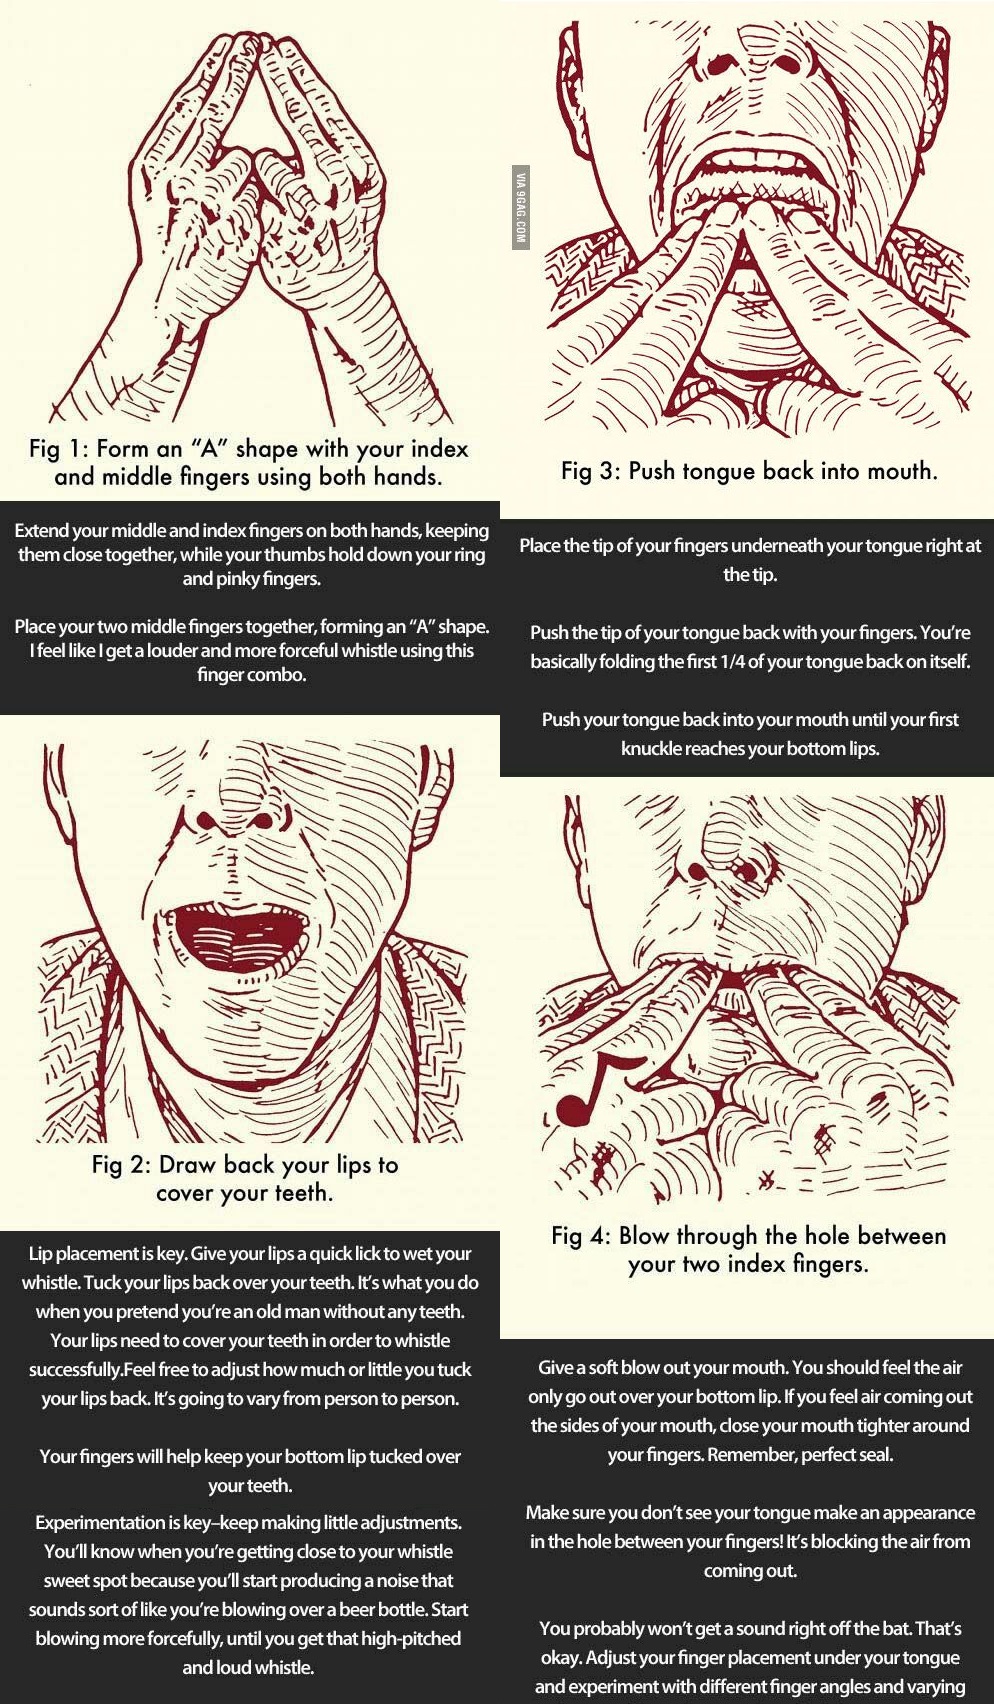 Fig 1: Form an “A” shape with your index
and middle fingers using both hands.
Extend your middle and index fingers on both hands, keeping
them close together, while your thumbs hold down your ring
and pinky fingers.
Place your two middle fingers together, forming an “A” shape.
I feel like I get a louder and more forceful whistle using this
finger combo.
Fig 2: Draw back your lips to
cover your teeth.
Lip placement is key. Give your lips a quick lick to wet your
whistle. Tuck your lips back over your teeth. It’s what you do
when you pretend you’re an old man without any teeth.
Your lips need to cover your teeth in order to whistle
successfully.Feel free to adjust how much or little you tuck
your lips back. It’s going to vary from person to person.
Your fingers will help keep your bottom lip tucked over
your teeth.
Experimentation is key–keep making little adjustments.
You’ll know when you’re getting close to your whistle
sweet spot because you’ll start producing a noise that
sounds sort of like you’re blowing over a beer bottle. Start
blowing more forcefully, until you get that high-pitched
and loud whistle.
VIA 9GAG.COM
Fig 3: Push tongue back into mouth.
Place the tip of your fingers underneath your tongue right at
the tip.
Push the tip of your tongue back with your fingers. You’re
basically folding the first 1/4 of your tongue back on itself.
Push your tongue back into your mouth until your first
knuckle reaches your bottom lips.
Fig 4: Blow through the hole between
your two index fingers.
Give a soft blow out your mouth. You should feel the air
only go out over your bottom lip. If you feel air coming out
the sides of your mouth, close your mouth tighter around
your fingers. Remember, perfect seal.
Make sure you don’t see your tongue make an appearance
in the hole between your fingers! It’s blocking the air from
coming out.
You probably won’t get a sound right off the bat. That’s
okay. Adjust your finger placement under your tongue
and experiment with different finger angles and varying